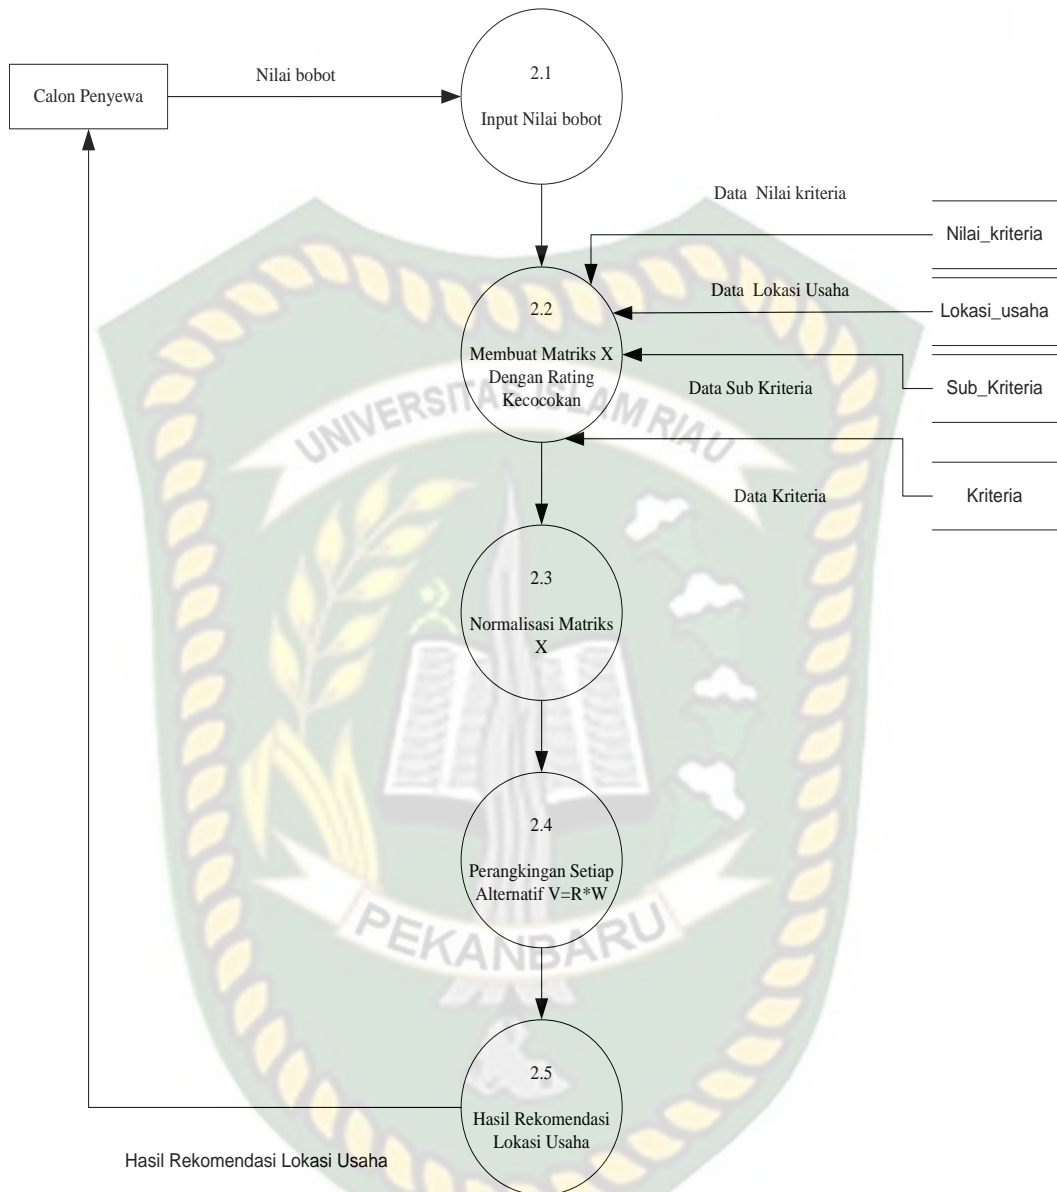 2.1
Nilai bobot
Calon Penyewa
Input Nilai bobot
Data Nilai kriteria
Nilai_kriteria
Data Lokasi Usaha
Lokasi_usaha
2.2
Membuat Matriks X
Dengan Rating
Kecocokan
Data Sub Kriteria
Sub_Kriteria
UNIVERSITAS ISLAM RIAU
Data Kriteria
Kriteria
2.3
Normalisasi Matriks
X
2.4
Perangkingan Setiap
Alternatif V=R*W
PEKANBARU
2.5
Hasil Rekomendasi
Lokasi Usaha
Hasil Rekomendasi Lokasi Usaha